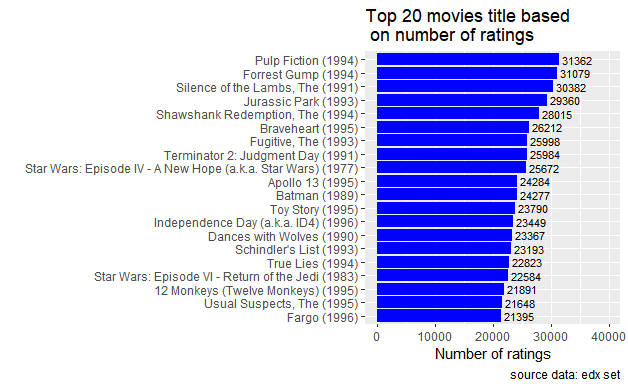 Top 20 movies title based
on number of ratings
Pulp Fiction (1994) 31362
Forrest Gump (1994) 31079
Silence of the Lambs, The (1991) 30382
Jurassic Park (1993) 29360
Shawshank Redemption, The (1994) 28015
Braveheart (1995) 26212
Fugitive, The (1993) 25998
Terminator 2: Judgment Day (1991) 25984
Star Wars: Episode IV - A New Hope (a.k.a. Star Wars) (1977) 25672
Apollo 13 (1995) 24284
Batman (1989) 24277
Toy Story (1995) 23790
Independence Day (a.k.a. ID4) (1996) 23449
Dances with Wolves (1990) 23367
Schindler's List (1993) 23193
True Lies (1994) 22823
Star Wars: Episode VI - Return of the Jedi (1983) 22584
12 Monkeys (Twelve Monkeys) (1995) 21891
Usual Suspects, The (1995) 21648
Fargo (1996) 21395
0 10000 20000 30000 40000
Number of ratings
source data: edx set